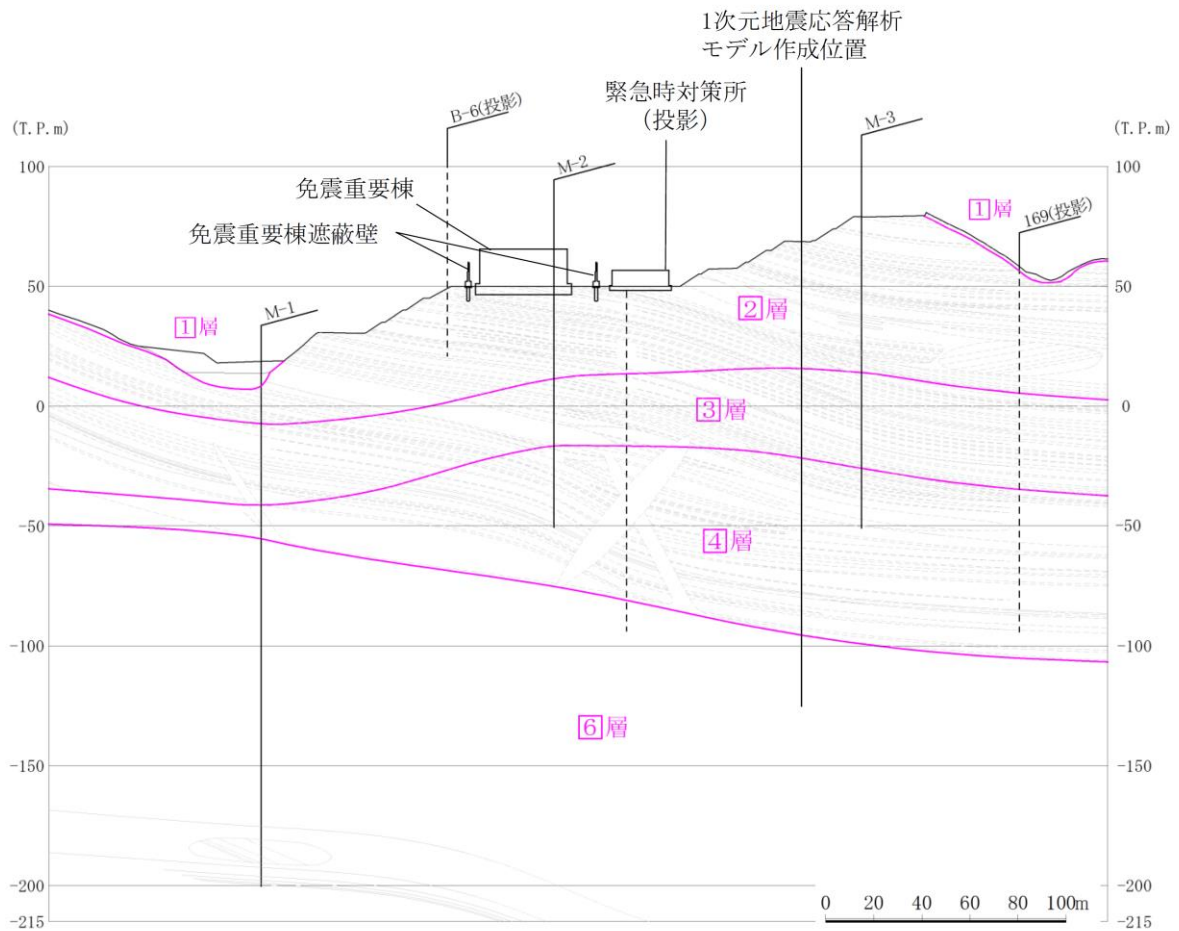 1次元地震応答解析
モデル作成位置
緊急時対策所
(投影)
B-6(投影)
M-3
(T.P.m)
(T.P.m)
M-2
100
100
免震重要棟
1層
169(投影)
免震重要棟遮蔽壁
50
50
M-1
2層
1層
0
0
3層
-50
-50
4層
-100
-100
6層
-150
-150
-200
-200
0 20 40 60 80 100m
-215
-215